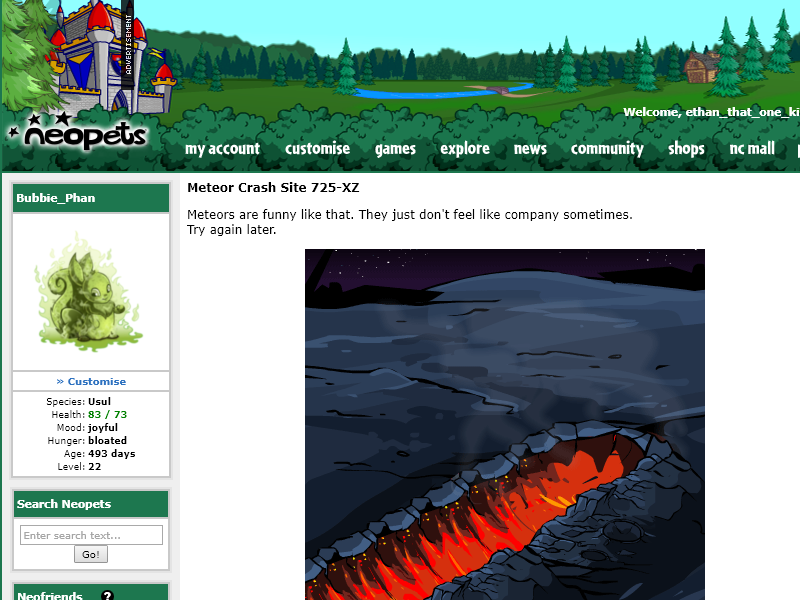 ADVERTISEMENT
neopets
Welcome, ethan_that_one_ki
my account
customise
games
explore
news
community
shops
nc mall
Bubbie_Phan
» Customise
Species: Usul
Health: 83 / 73
Mood: joyful
Hunger: bloated
Age: 493 days
Level: 22
Search Neopets
Enter search text...
Go!
Neofriends ?
Meteor Crash Site 725-XZ
Meteors are funny like that. They just don't feel like company sometimes.
Try again later.